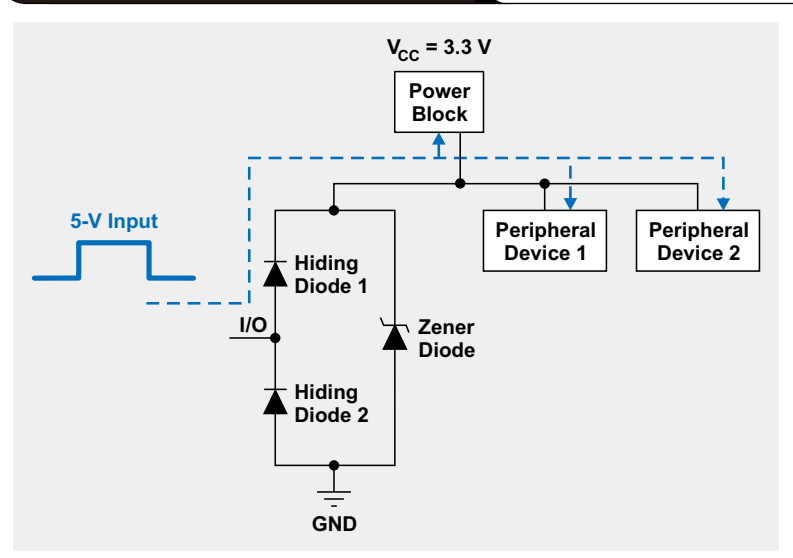 V_CC = 3.3 V
Power
Block
5-V Input
Peripheral
Device 1
Peripheral
Device 2
Hiding
Diode 1
I/O
Zener
Diode
Hiding
Diode 2
GND